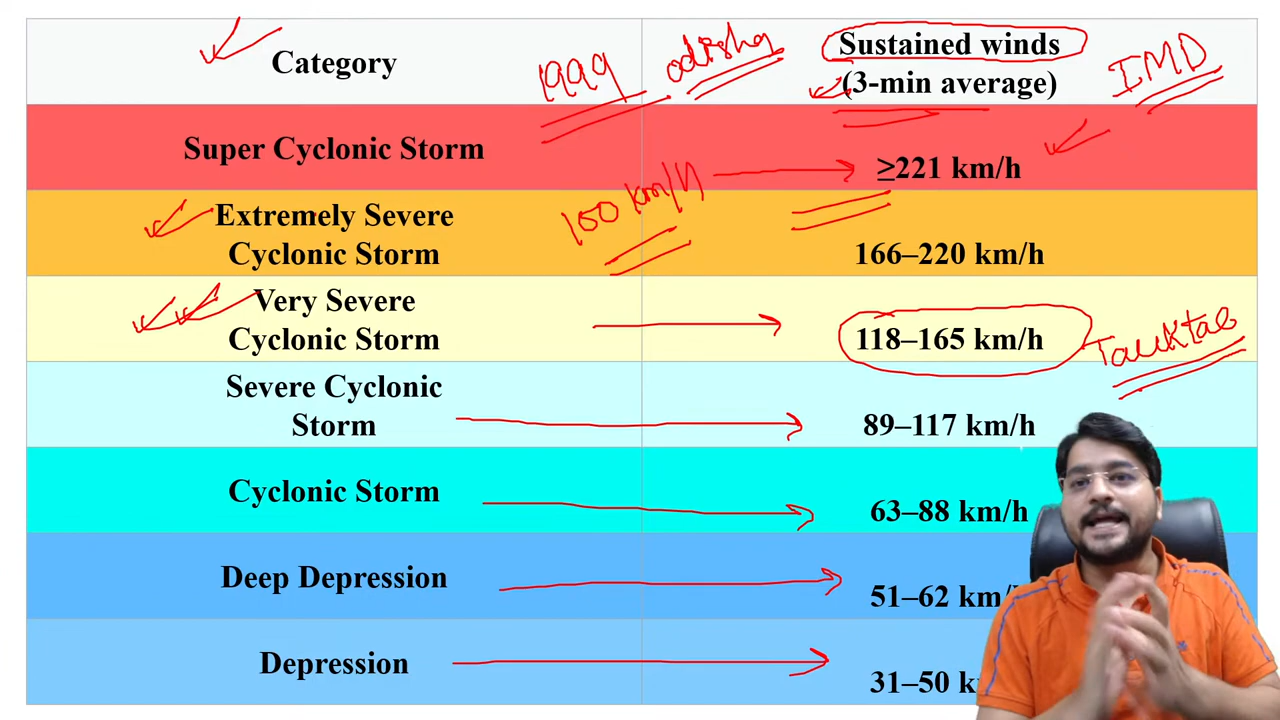 Category
1999
odisha
Sustained winds
(3-min average)
IMD
Super Cyclonic Storm
≥221 km/h
100 km/h
Extremely Severe
Cyclonic Storm
166–220 km/h
Very Severe
Cyclonic Storm
118–165 km/h
Tauktae
Severe Cyclonic
Storm
89–117 km/h
Cyclonic Storm
63–88 km/h
Deep Depression
51–62 km/
Depression
31–50 k